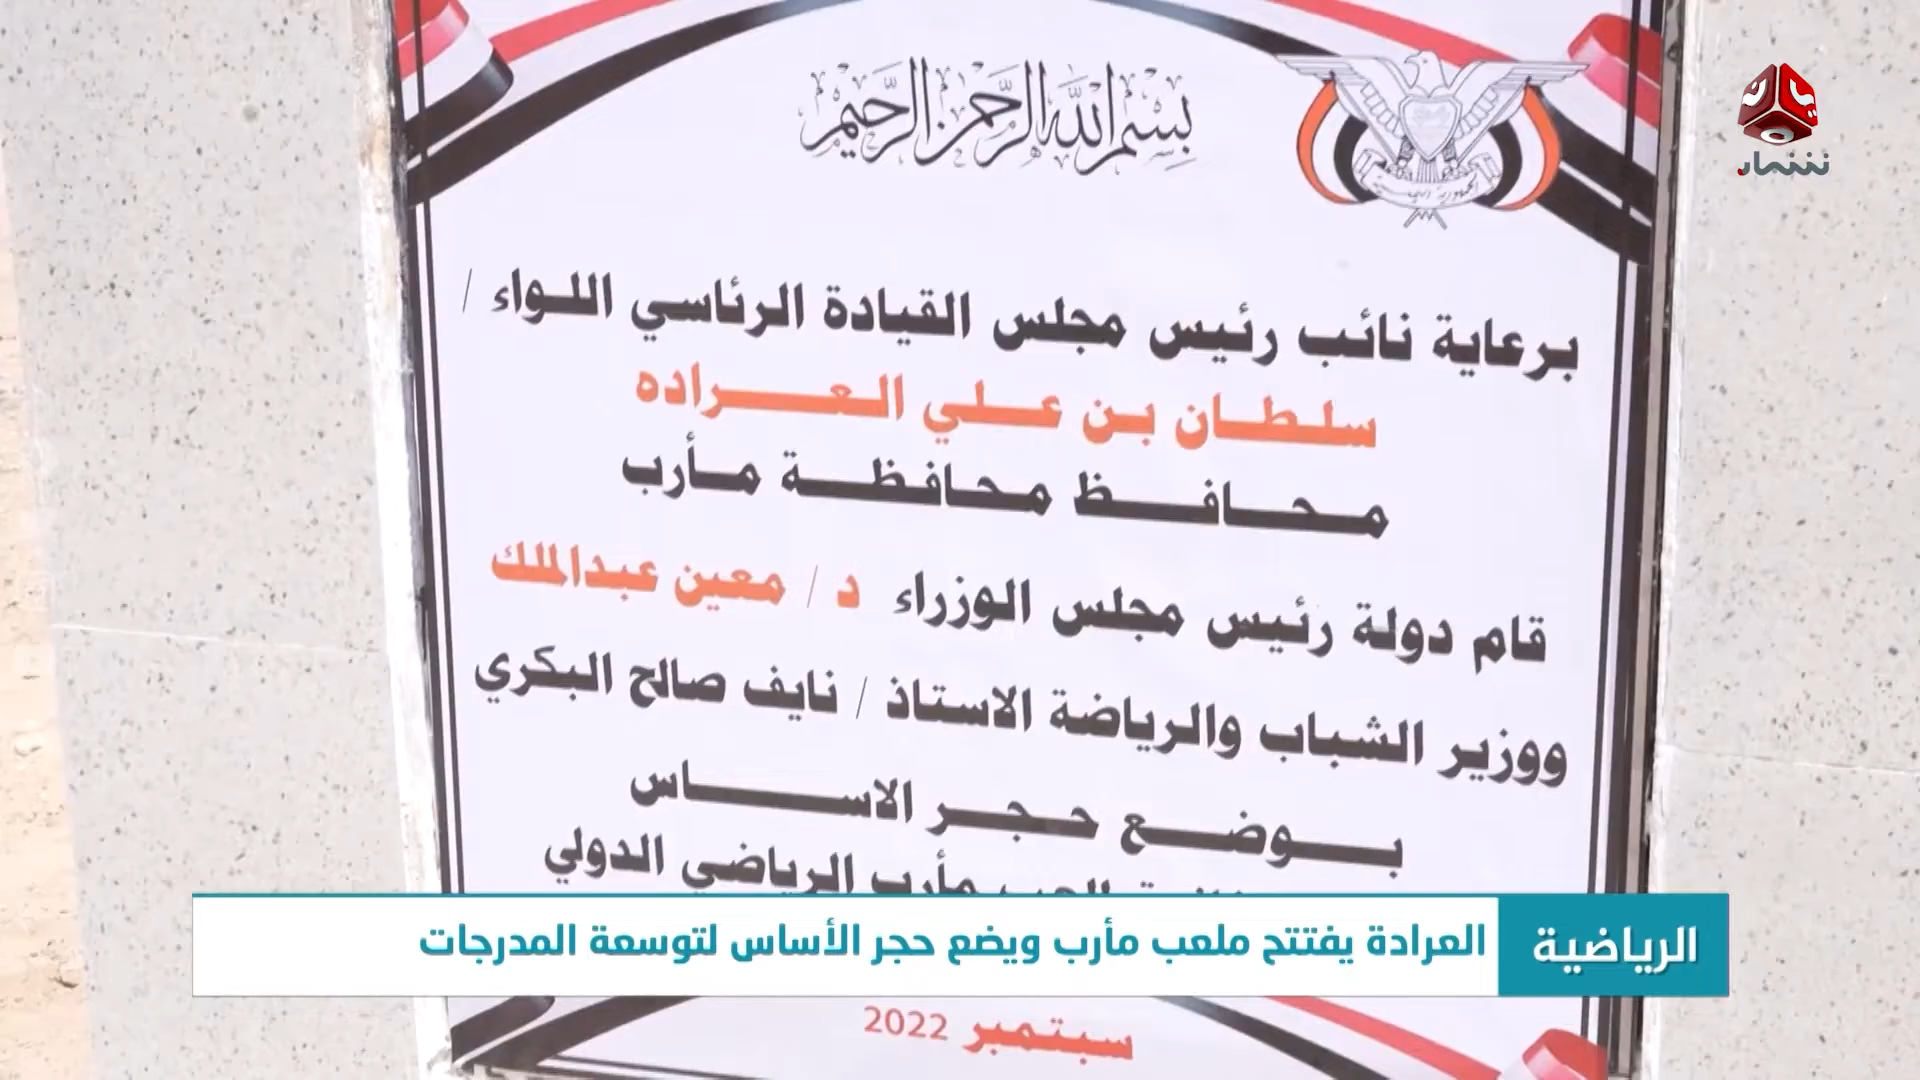 بسم الله الرحمن الرحيم
برعاية نائب رئيس مجلس القيادة الرئاسي اللواء /
سلطان بن علي العراده
محافظ محافظة مأرب
قام دولة رئيس مجلس الوزراء د / معين عبدالملك
ووزير الشباب والرياضة الاستاذ / نايف صالح البكري
بوضع حجر الاساس
مأرب الرياضي الدولي
الرياضية
العرادة يفتتح ملعب مأرب ويضع حجر الأساس لتوسعة المدرجات
سبتمبر 2022